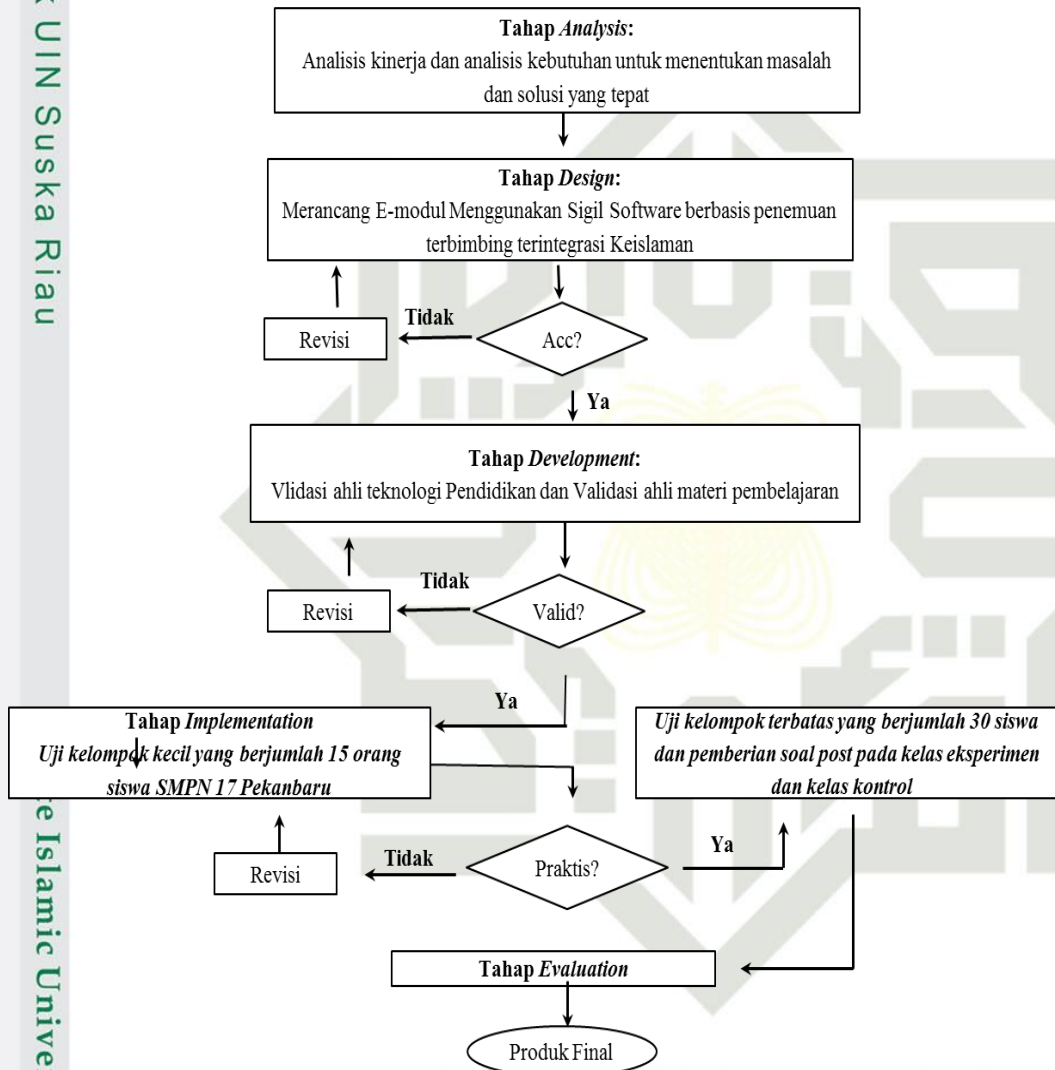 k UIN Suska Riau
Tahap Analysis:
Analisis kinerja dan analisis kebutuhan untuk menentukan masalah
dan solusi yang tepat
Tahap Design:
Merancang E-modul Menggunakan Sigil Software berbasis penemuan
terbimbing terintegrasi Keislaman
Revisi
Tidak
Acc?
Ya
Tahap Development:
Vlidasi ahli teknologi Pendidikan dan Validasi ahli materi pembelajaran
Revisi
Tidak
Valid?
Ya
Tahap Implementation
Uji kelompok kecil yang berjumlah 15 orang
siswa SMPN 17 Pekanbaru
Uji kelompok terbatas yang berjumlah 30 siswa
dan pemberian soal post pada kelas eksperimen
dan kelas kontrol
Revisi
Tidak
Praktis?
Ya
Tahap Evaluation
Produk Final
te Islamic Unive